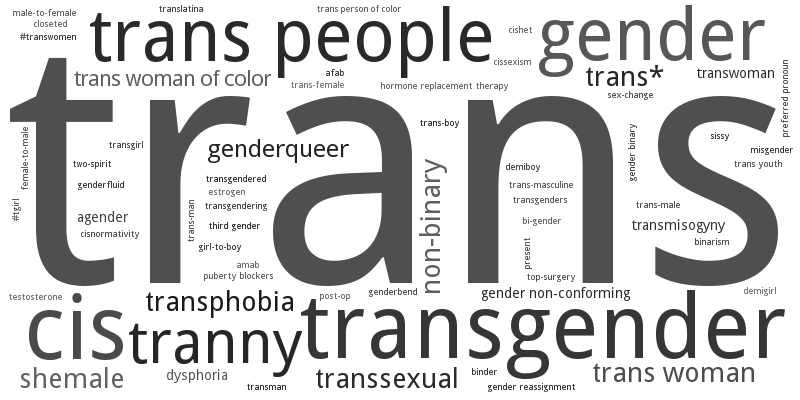 male-to-female
closeted
#transwomen
translatina
trans person of color
trans people
cishet
gender
cissexism
trans woman of color
afab
trans-female
hormone replacement therapy
trans*
transwoman
sex-change
preferred pronoun
trans
female-to-male
transgirl
two-spirit
genderfluid
#tgirl
agender
cisnormativity
genderqueer
transgendered
estrogen
transgendering
trans-man
third gender
girl-to-boy
amab
puberty blockers
trans-boy
non-binary
demiboy
trans-masculine
transgenders
bi-gender
present
top-surgery
gender binary
sissy
misgender
trans youth
trans-male
transmisogyny
binarism
testosterone
transphobia
post-op
genderbend
gender non-conforming
demigirl
cis
tranny
transgender
shemale
dysphoria
transman
transsexual
binder
gender reassignment
trans woman